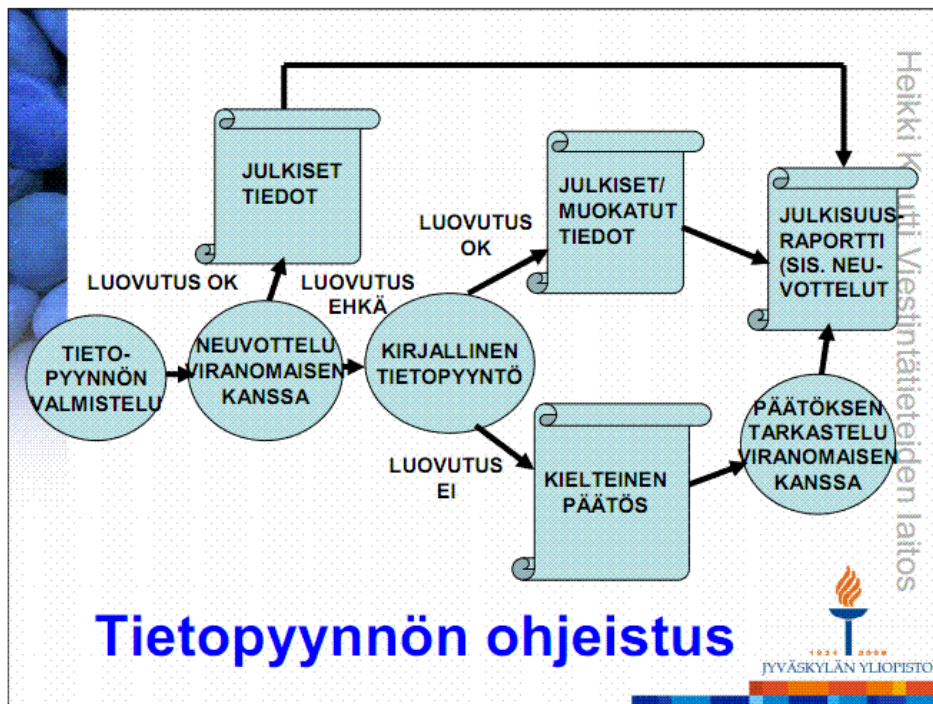 JULKISET
TIEDOT
JULKISET/
MUOKATUT
TIEDOT
JULKISUUS-
RAPORTTI
(SIS. NEU-
VOTTELUT
LUOVUTUS
OK
LUOVUTUS OK
LUOVUTUS
EHKÄ
TIETO-
PYYNNÖN
VALMISTELU
NEUVOTTELU
VIRANOMAISEN
KANSSA
KIRJALLINEN
TIETOPYYNTÖ
LUOVUTUS
EI
KIELTEINEN
PÄÄTÖS
PÄÄTÖKSEN
TARKASTELU
VIRANOMAISEN
KANSSA
Heikki Viestintätieteiden laitos
Tietopyynnön ohjeistus
JYVÄSKYLÄN YLIOPISTO